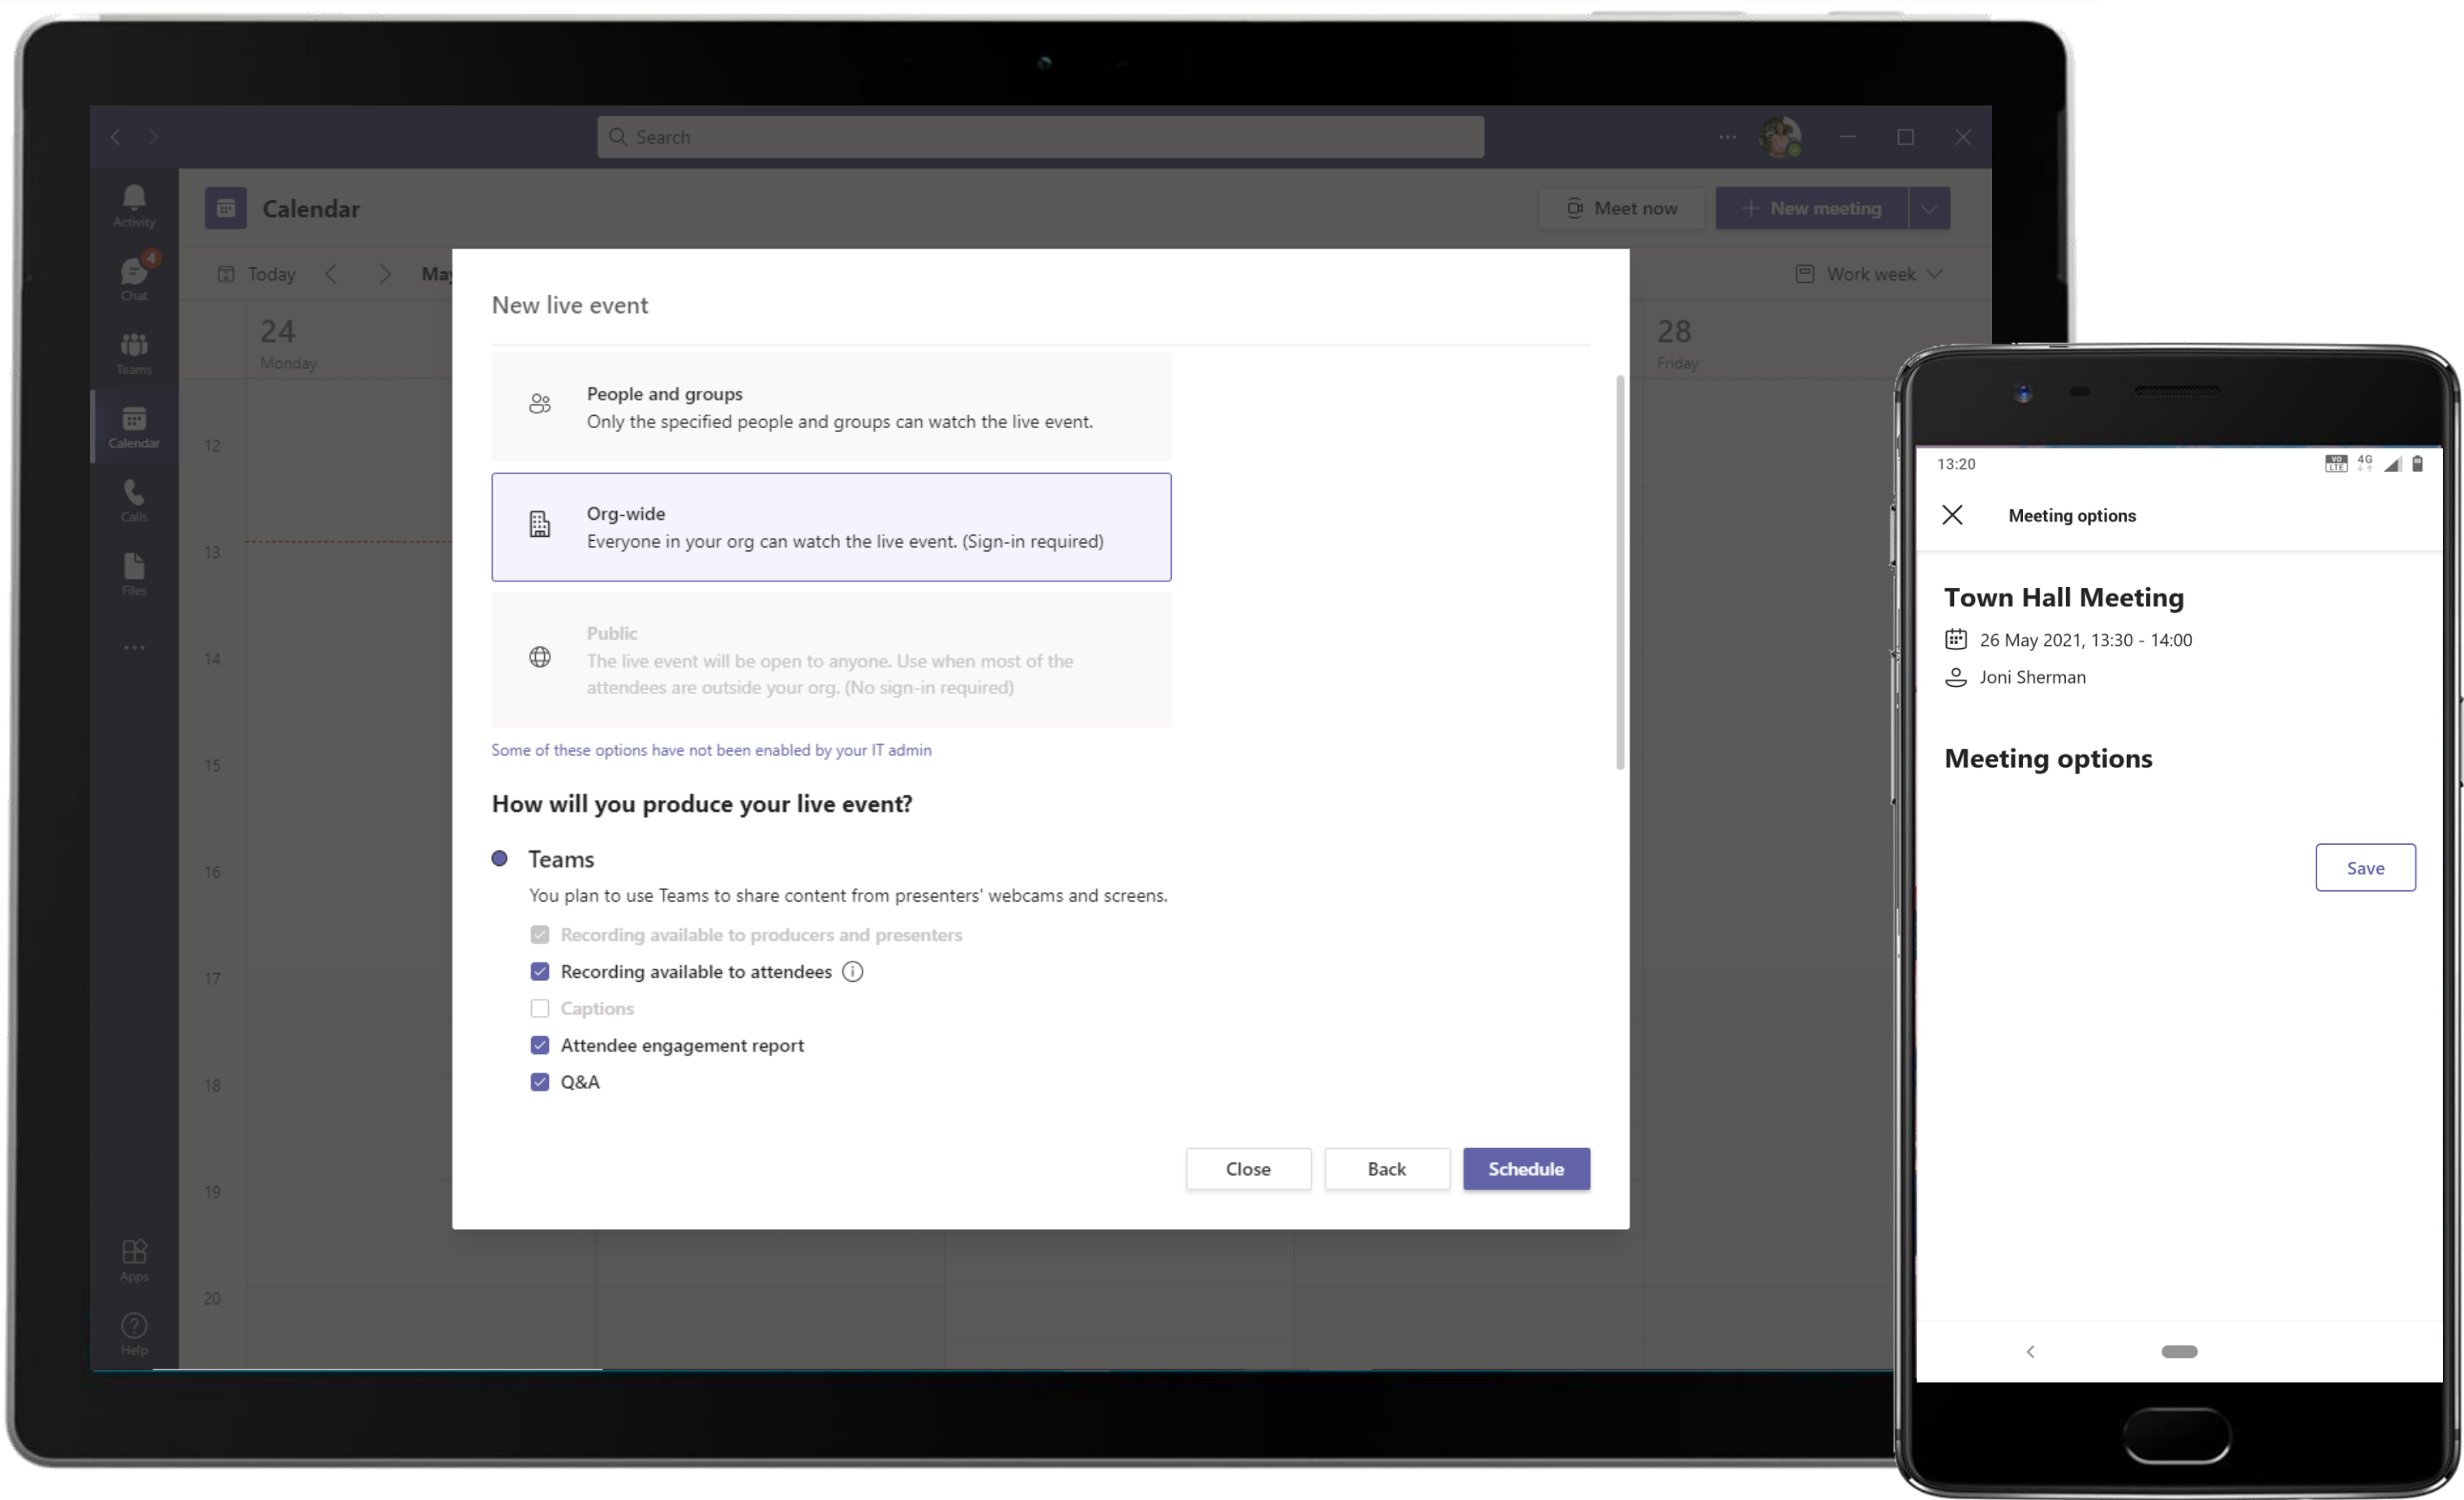 Search
Activity
Calendar
Meet now
New meeting
4
Chat
Today
May
Work week
Teams
24
Monday
28
Friday
Calendar
Calls
Files
12
13
14
15
16
17
18
19
20
Apps
Help
New live event
People and groups
Only the specified people and groups can watch the live event.
Org-wide
Everyone in your org can watch the live event. (Sign-in required)
Public
The live event will be open to anyone. Use when most of the
attendees are outside your org. (No sign-in required)
Some of these options have not been enabled by your IT admin
How will you produce your live event?
Teams
You plan to use Teams to share content from presenters' webcams and screens.
Recording available to producers and presenters
Recording available to attendees
Captions
Attendee engagement report
Q&A
Close
Back
Schedule
13:20
VO
LTE
4G
Meeting options
Town Hall Meeting
26 May 2021, 13:30 - 14:00
Joni Sherman
Meeting options
Save